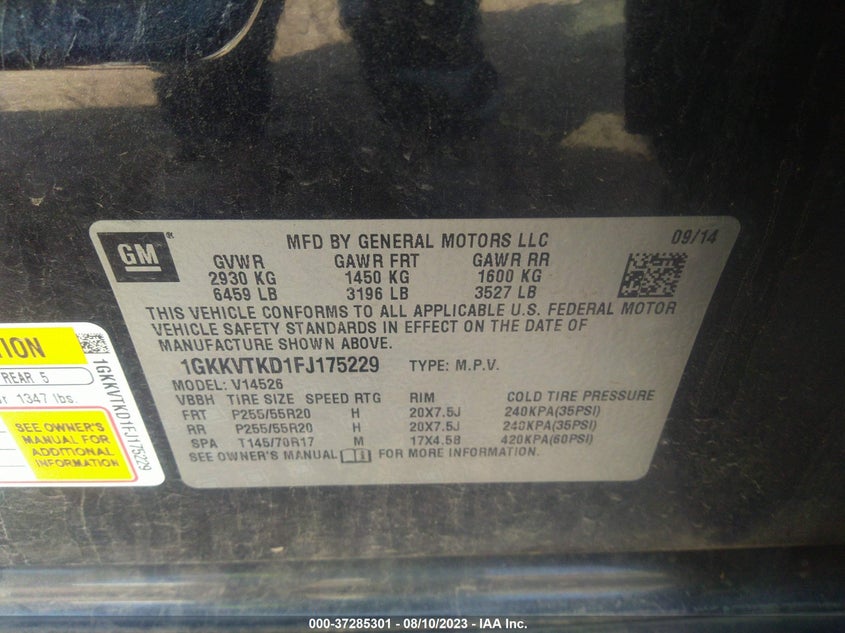 GM ®
MFD BY GENERAL MOTORS LLC 09/14
GVWR GAWR FRT GAWR RR
2930 KG 1450 KG 1600 KG
6459 LB 3196 LB 3527 LB
THIS VEHICLE CONFORMS TO ALL APPLICABLE U.S. FEDERAL MOTOR
VEHICLE SAFETY STANDARDS IN EFFECT ON THE DATE OF
MANUFACTURE SHOWN ABOVE.
1GKKVTKD1FJ175229 TYPE: M.P.V.
MODEL: V14526
VBBH TIRE SIZE SPEED RTG RIM COLD TIRE PRESSURE
FRT P255/55R20 H 20X7.5J 240KPA(35PSI)
RR P255/55R20 H 20X7.5J 240KPA(35PSI)
SPA T145/70R17 M 17X4.5B 420KPA(60PSI)
SEE OWNER'S MANUAL FOR MORE INFORMATION.
REAR 5
1347 lbs.
SEE OWNER'S
MANUAL FOR
ADDITIONAL
INFORMATION
1GKKVTKD1FJ175229
000-37285301 - 08/10/2023 - IAA Inc.